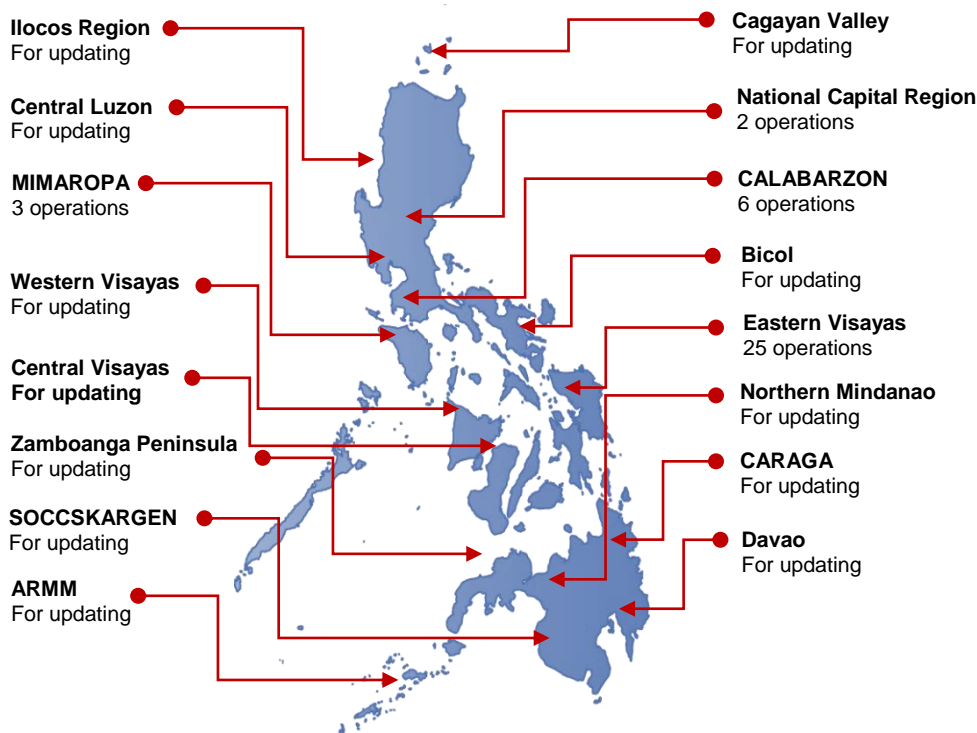 Ilocos Region
For updating
Central Luzon
For updating
MIMAROPA
3 operations
Western Visayas
For updating
Central Visayas
For updating
Zamboanga Peninsula
For updating
SOCCSKARGEN
For updating
ARMM
For updating
Cagayan Valley
For updating
National Capital Region
2 operations
CALABARZON
6 operations
Bicol
For updating
Eastern Visayas
25 operations
Northern Mindanao
For updating
CARAGA
For updating
Davao
For updating